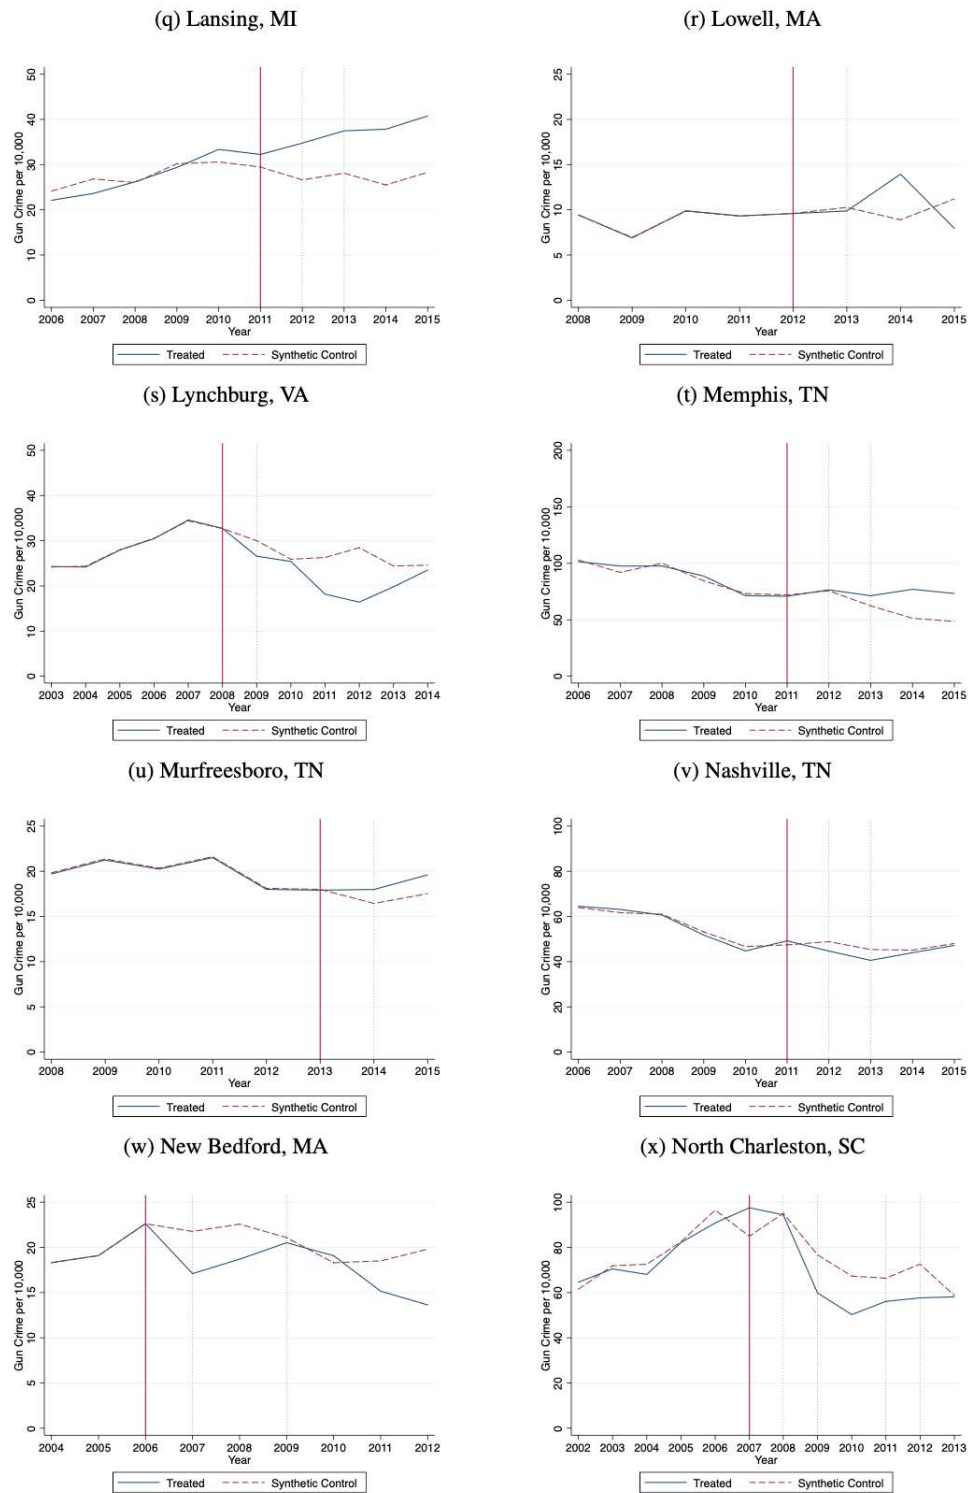 (q) Lansing, MI
Gun Crime per 10,000
50
40
30
20
10
0
2006 2007 2008 2009 2010 2011 2012 2013 2014 2015
Year
Treated Synthetic Control
(r) Lowell, MA
Gun Crime per 10,000
25
20
15
10
5
0
2008 2009 2010 2011 2012 2013 2014 2015
Year
Treated Synthetic Control
(s) Lynchburg, VA
Gun Crime per 10,000
50
40
30
20
10
0
2003 2004 2005 2006 2007 2008 2009 2010 2011 2012 2013 2014
Year
Treated Synthetic Control
(t) Memphis, TN
Gun Crime per 10,000
200
150
100
50
0
2006 2007 2008 2009 2010 2011 2012 2013 2014 2015
Year
Treated Synthetic Control
(u) Murfreesboro, TN
Gun Crime per 10,000
25
20
15
10
5
0
2008 2009 2010 2011 2012 2013 2014 2015
Year
Treated Synthetic Control
(v) Nashville, TN
Gun Crime per 10,000
100
80
60
40
20
0
2006 2007 2008 2009 2010 2011 2012 2013 2014 2015
Year
Treated Synthetic Control
(w) New Bedford, MA
Gun Crime per 10,000
25
20
15
10
5
0
2004 2005 2006 2007 2008 2009 2010 2011 2012
Year
Treated Synthetic Control
(x) North Charleston, SC
Gun Crime per 10,000
100
80
60
40
20
0
2002 2003 2004 2005 2006 2007 2008 2009 2010 2011 2012 2013
Year
Treated Synthetic Control